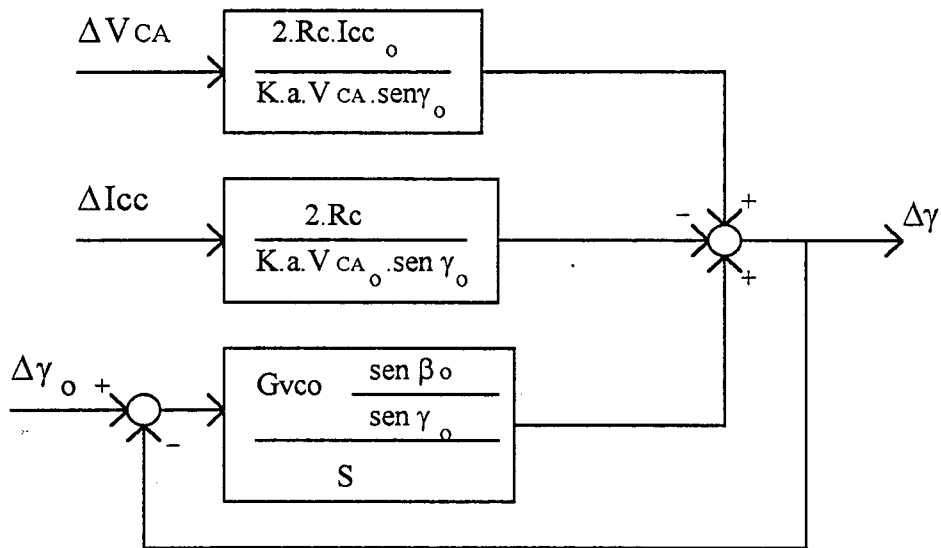 ΔVCA
2.Rc.Icc o
K.a.V CA.senγ o
+
ΔIcc
2.Rc
K.a.V CA o .sen γ o
-
Δγ
+
Δγ o
+
Gvco sen β o
sen γ o
S
-